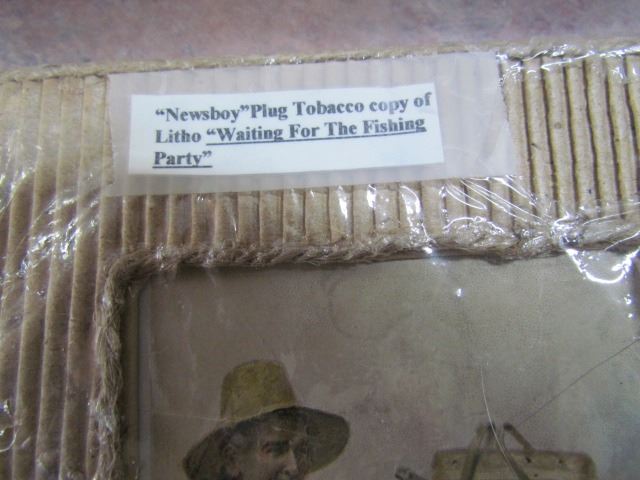 “Newsboy”Plug Tobacco copy of
Litho “Waiting For The Fishing
Party”